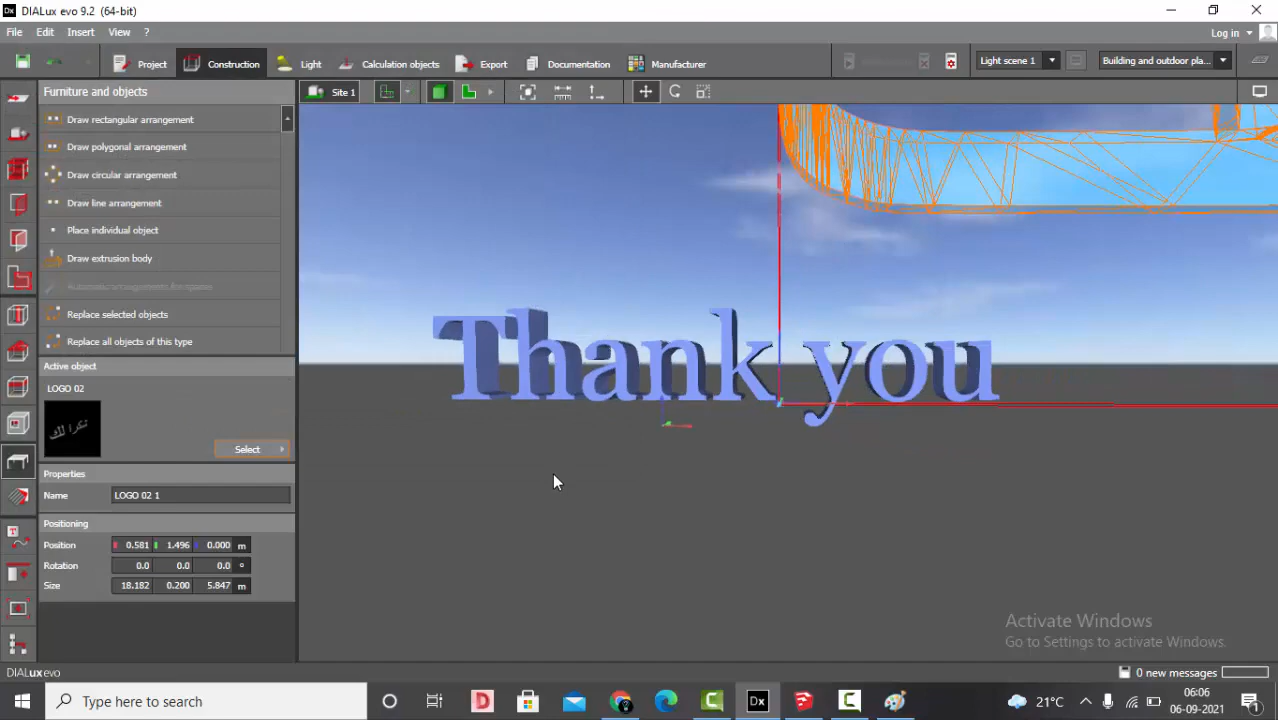 DIALux evo 9.2 (64-bit)
File Edit Insert View ?
Log in
Project Construction Light Calculation objects Export Documentation Manufacturer
Light scene 1 Building and outdoor pla...
Furniture and objects
Site 1
Draw rectangular arrangement
Draw polygonal arrangement
Draw circular arrangement
Draw line arrangement
Place individual object
Draw extrusion body
Automatic arrangements for type
Replace selected objects
Replace all objects of this type
Active object
LOGO 02
Select
Properties
Name LOGO 02 1
Positioning
Position 0.581 1.496 0.000 m
Rotation 0.0 0.0 0.0 °
Size 18.182 0.200 5.847 m
Thank you
Activate Windows
Go to Settings to activate Windows.
DIALux evo
0 new messages
Type here to search
21°C
06:06
06-09-2021